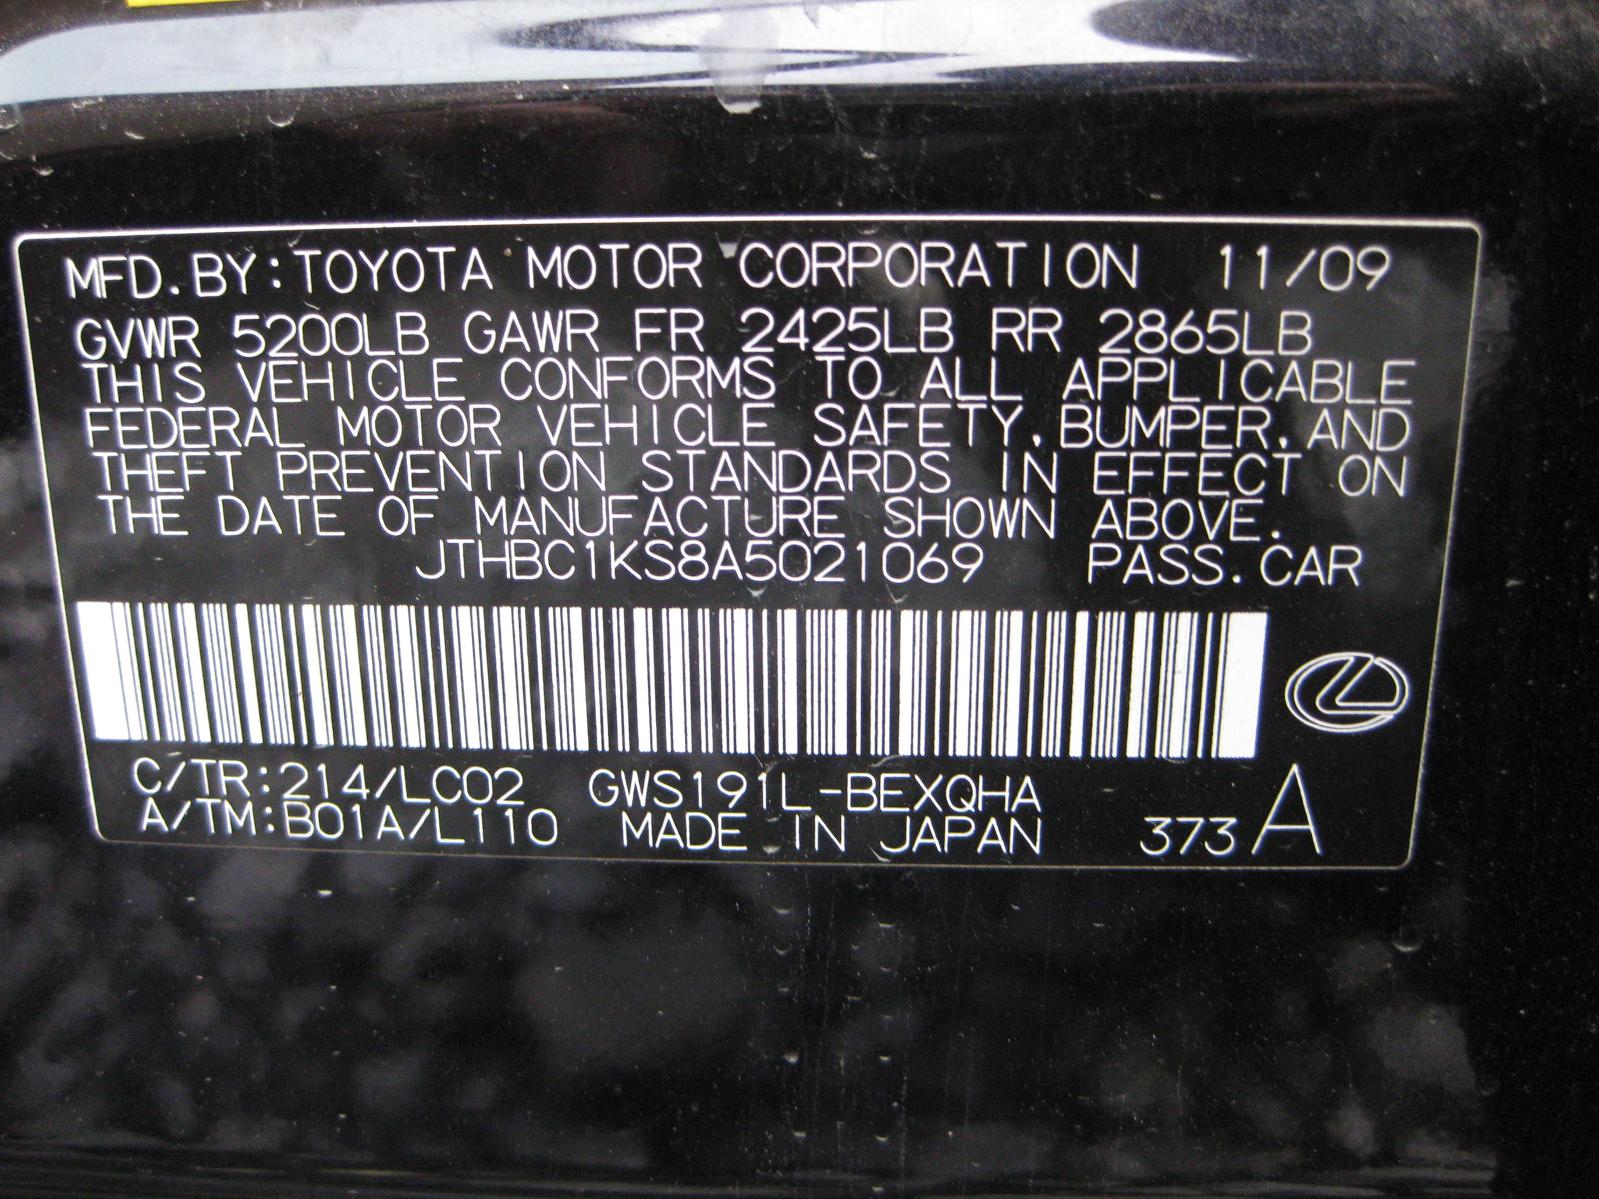 MFD. BY: TOYOTA MOTOR CORPORATION 11/09
GVWR 5200LB GAWR FR 2425LB RR 2865LB
THIS VEHICLE CONFORMS TO ALL APPLICABLE
FEDERAL MOTOR VEHICLE SAFETY, BUMPER, AND
THEFT PREVENTION STANDARDS IN EFFECT ON
THE DATE OF MANUFACTURE SHOWN ABOVE.
JTHBC1KS8A5021069 PASS. CAR
C/TR: 214/LC02 GWS191L-BEXQHA
A/TM: B01A/L110 MADE IN JAPAN 373 A